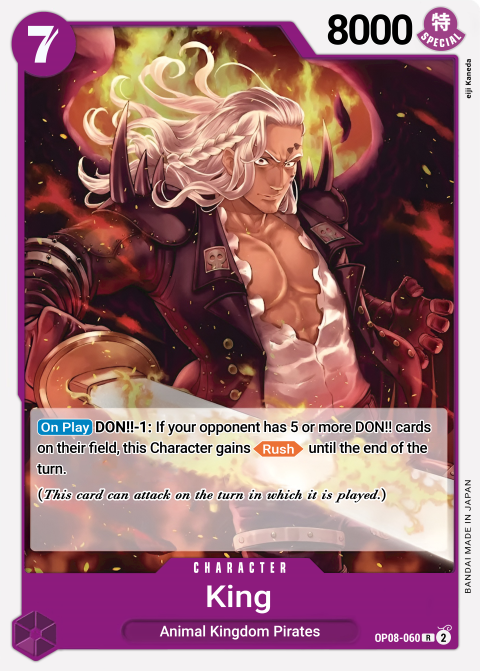 7
8000
特
SPECIAL
eiji Kaneda
On Play DON!!-1: If your opponent has 5 or more DON!! cards
on their field, this Character gains Rush until the end of the
turn.
(This card can attack on the turn in which it is played.)
BANDAI MADE IN JAPAN
CHARACTER
King
Animal Kingdom Pirates
OP08-060 R 2